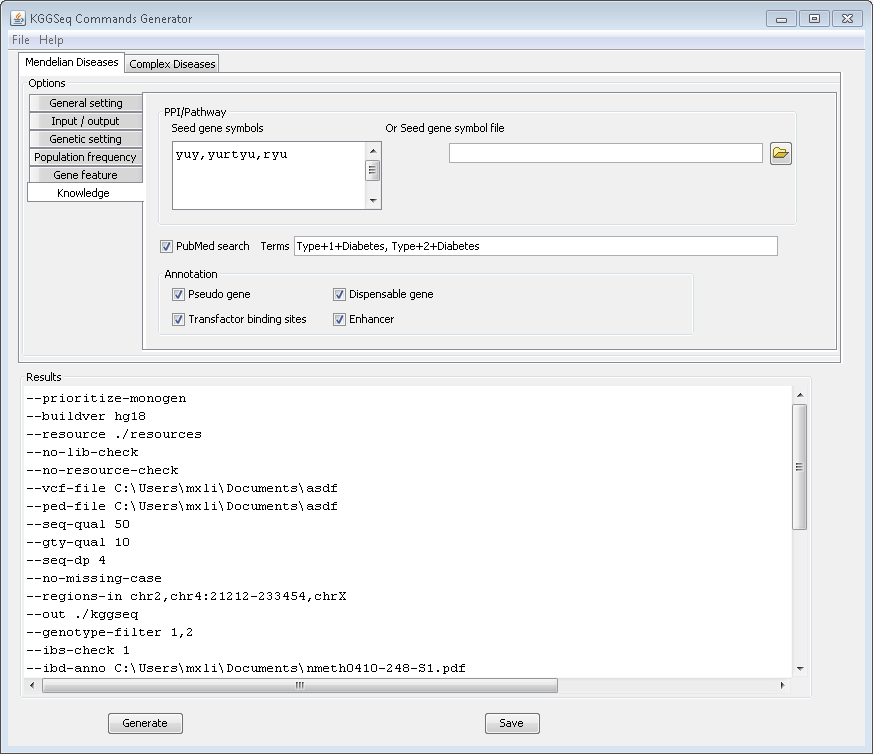 KGGSeq Commands Generator
File Help
Mendelian Diseases Complex Diseases
Options
General setting
Input / output
Genetic setting
Population frequency
Gene feature
Knowledge
PPI/Pathway
Seed gene symbols Or Seed gene symbol file
yuy,yurtyu,ryu
PubMed search Terms Type+1+Diabetes, Type+2+Diabetes
Annotation
Pseudo gene Dispensable gene
Transfactor binding sites Enhancer
Results
--prioritize-monogen
--buildver hg18
--resource ./resources
--no-lib-check
--no-resource-check
--vcf-file C:\Users\mxli\Documents\asdf
--ped-file C:\Users\mxli\Documents\asdf
--seq-qual 50
--gty-qual 10
--seq-dp 4
--no-missing-case
--regions-in chr2,chr4:21212-233454,chrX
--out ./kggseq
--genotype-filter 1,2
--ibs-check 1
--ibd-anno C:\Users\mxli\Documents\nmeth0410-248-S1.pdf
Generate Save